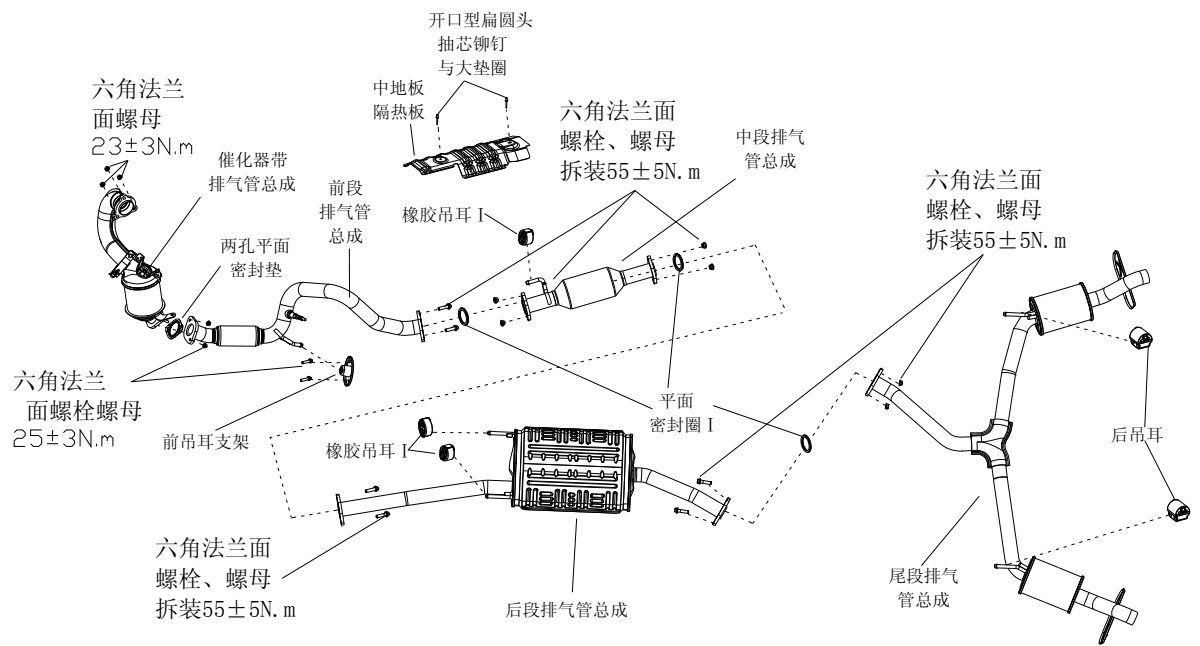 开口型扁圆头
抽芯铆钉
与大垫圈
中地板
隔热板
六角法兰
面螺母
23±3N.m
催化器带
排气管总成
六角法兰面
螺栓、螺母
拆装55±5N.m
中段排气
管总成
前段
排气管
总成
橡胶吊耳Ⅰ
六角法兰面
螺栓、螺母
拆装55±5N.m
两孔平面
密封垫
六角法兰
面螺栓螺母
25±3N.m
前吊耳支架
橡胶吊耳Ⅰ
平面
密封圈Ⅰ
后吊耳
六角法兰面
螺栓、螺母
拆装55±5N.m
后段排气管总成
尾段排气
管总成